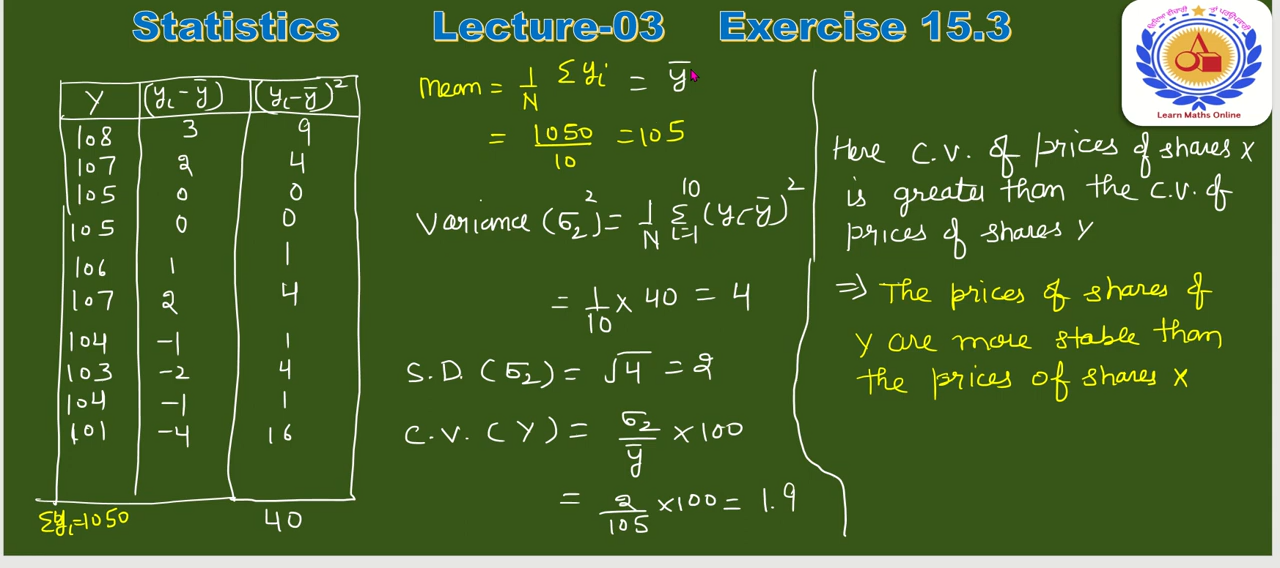 Statistics Lecture-03 Exercise 15.3
Y (yᵢ-ȳ) (yᵢ-ȳ)²
108 3 9
107 2 4
105 0 0
105 0 0
106 1 1
107 2 4
104 -1 1
103 -2 4
104 -1 1
101 -4 16
Σyᵢ=1050 40
Mean = 1/N Σyᵢ = ȳ
= 1050/10 = 105
Variance (σ₂²) = 1/N Σᵢ₌₁¹⁰ (yᵢ-ȳ)²
= 1/10 × 40 = 4
S.D. (σ₂) = √4 = 2
C.V. (Y) = σ₂/ȳ × 100
= 2/105 × 100 = 1.9
Learn Maths Online
Here C.V. of prices of shares X
is greater than the C.V. of
prices of shares Y
⇒ The prices of shares of
Y are more stable than
the prices of shares X